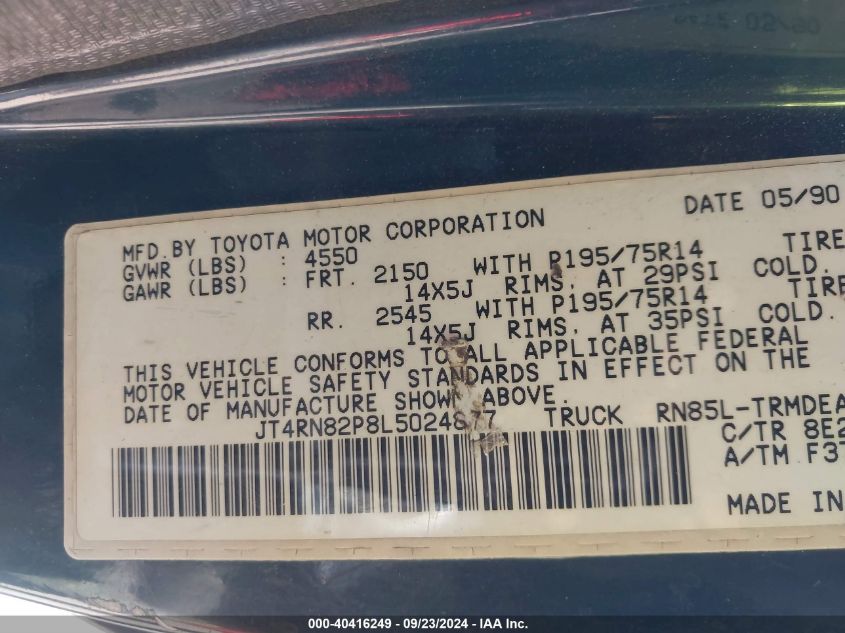 MFD.BY TOYOTA MOTOR CORPORATION DATE 05/90
GVWR (LBS) : 4550
GAWR (LBS) : FRT. 2150 WITH P195/75R14 TIRE
14X5J RIMS, AT 29PSI COLD.
RR. 2545 WITH P195/75R14 TIRE
14X5J RIMS, AT 35PSI COLD.
THIS VEHICLE CONFORMS TO ALL APPLICABLE FEDERAL
MOTOR VEHICLE SAFETY STANDARDS IN EFFECT ON THE
DATE OF MANUFACTURE SHOWN ABOVE.
TRUCK RN85L-TRMDEA
C/TR 8E2
A/TM F37
MADE IN
000-40416249 - 09/23/2024 - IAA Inc.